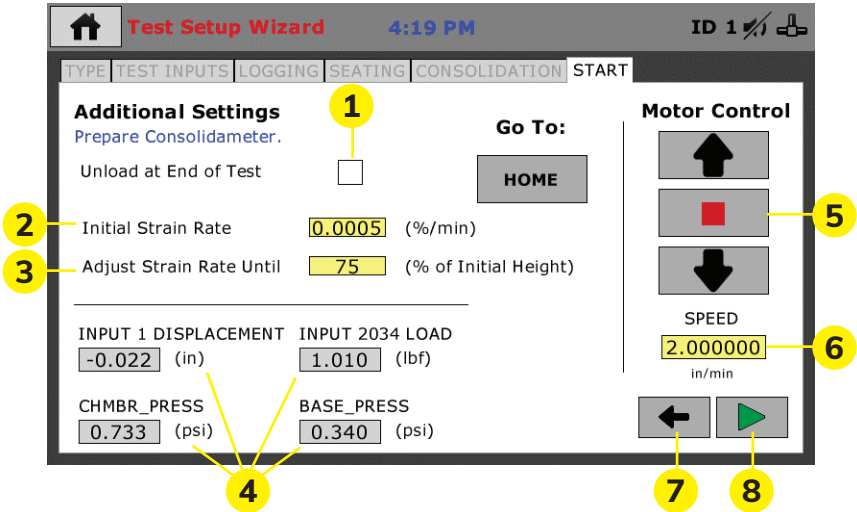 Test Setup Wizard 4:19 PM ID 1
TYPE TEST INPUTS LOGGING SEATING CONSOLIDATION START
Additional Settings
Prepare Consolidameter.
1
Unload at End of Test
Go To:
HOME
2 Initial Strain Rate 0.0005 (%/min)
3 Adjust Strain Rate Until 75 (% of Initial Height)
INPUT 1 DISPLACEMENT INPUT 2034 LOAD
-0.022 (in) 1.010 (lbf)
CHMBR_PRESS BASE_PRESS
0.733 (psi) 0.340 (psi)
4
Motor Control
5
SPEED
2.000000 6
in/min
7 8